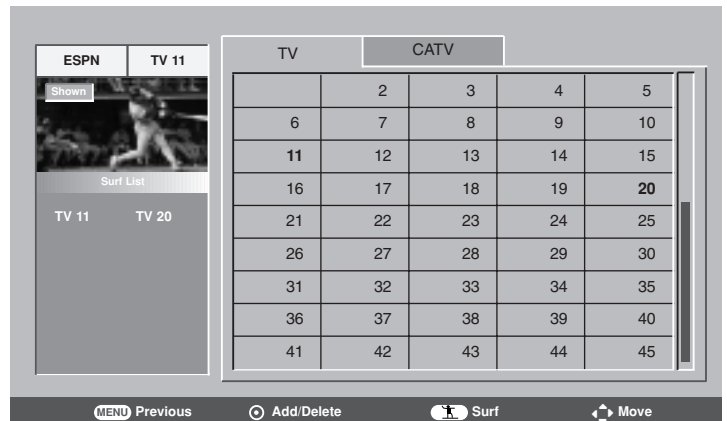 ESPN TV 11
Shown
Surf List
TV 11 TV 20
TV CATV
2 3 4 5
6 7 8 9 10
11 12 13 14 15
16 17 18 19 20
21 22 23 24 25
26 27 28 29 30
31 32 33 34 35
36 37 38 39 40
41 42 43 44 45
MENU Previous Add/Delete Surf Move